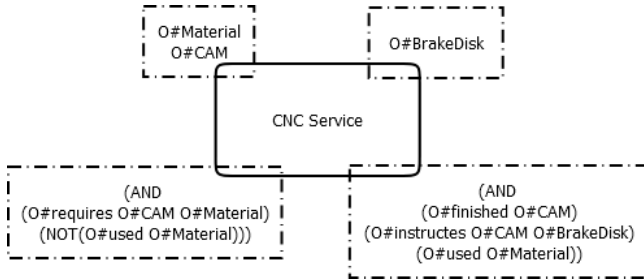 O#Material
O#CAM
O#BrakeDisk
CNC Service
(AND
(O#requires O#CAM O#Material)
(NOT(O#used O#Material)))
(AND
(O#finished O#CAM)
(O#instructes O#CAM O#BrakeDisk)
(O#used O#Material))